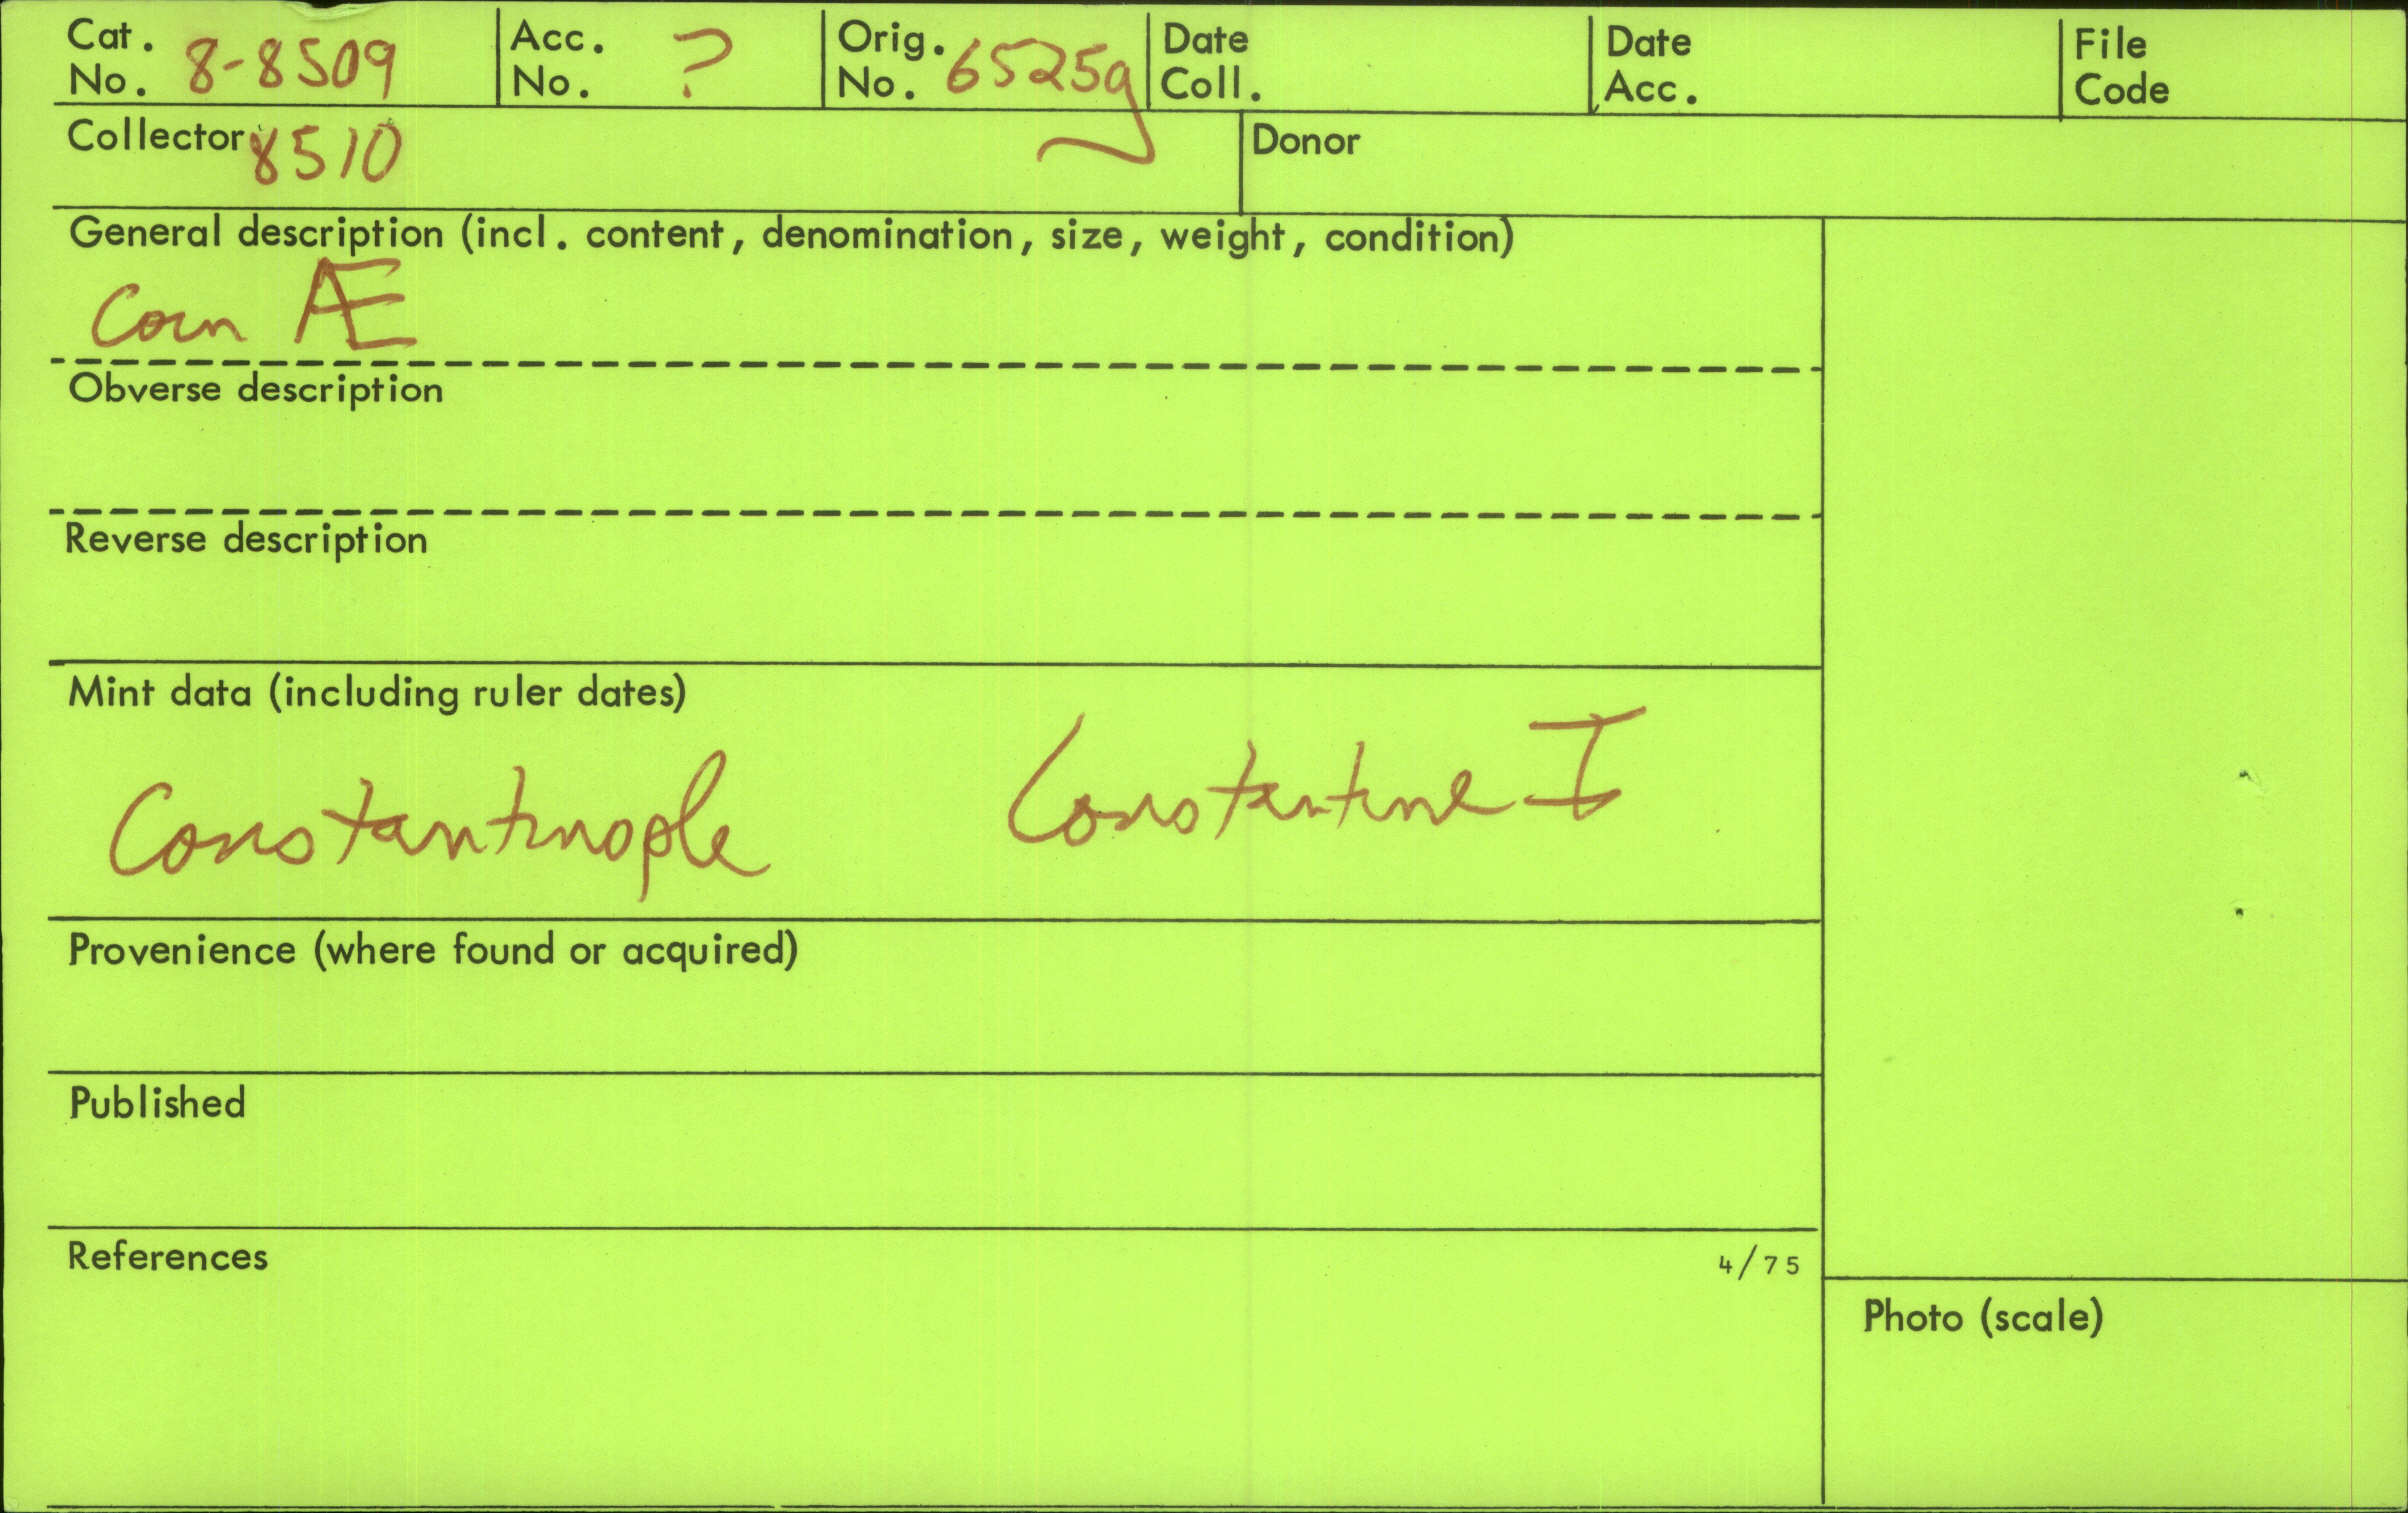 Cat. No. 8-8509 Acc. No. ? Orig. No. 6525g Date Coll. Date Acc. File Code
Collector 8510 Donor
General description (incl. content, denomination, size, weight, condition)
Coin Æ
Obverse description
Reverse description
Mint data (including ruler dates)
Constantinople Constantine I
Provenience (where found or acquired)
Published
References 4/75
Photo (scale)